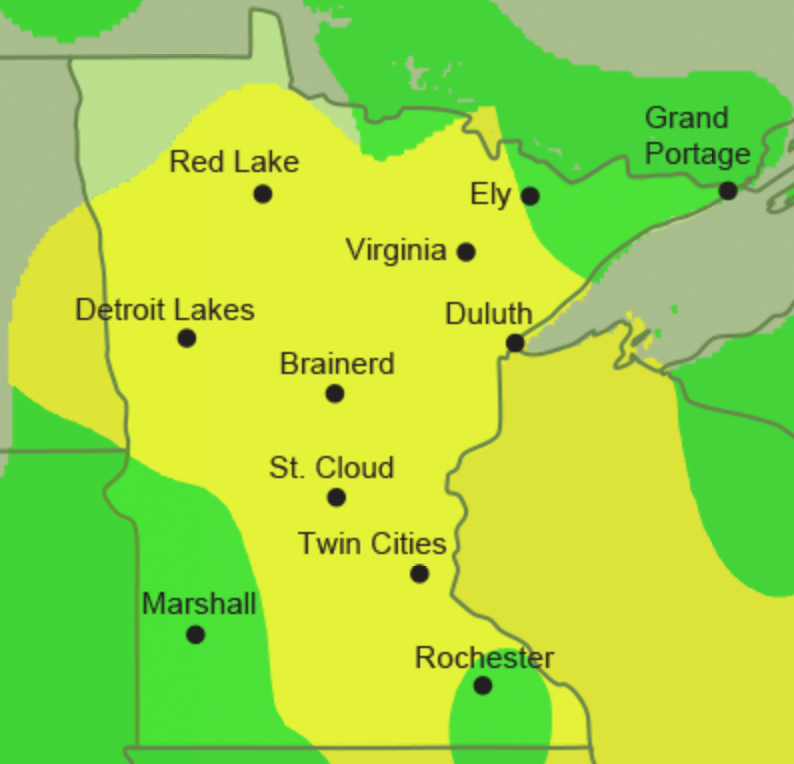 Grand
Portage
Red Lake
Ely
Virginia
Detroit Lakes
Duluth
Brainerd
St. Cloud
Twin Cities
Marshall
Rochester